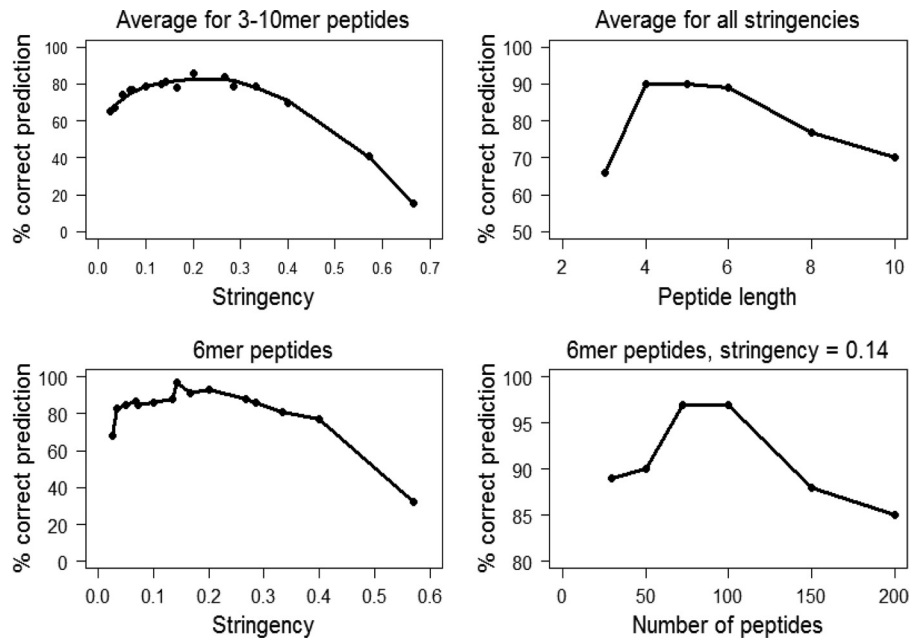 Average for 3-10mer peptides
% correct prediction
100
80
60
40
20
0
0.0 0.1 0.2 0.3 0.4 0.5 0.6 0.7
Stringency
Average for all stringencies
% correct prediction
100
90
80
70
60
50
2 4 6 8 10
Peptide length
6mer peptides
% correct prediction
100
80
60
40
20
0
0.0 0.1 0.2 0.3 0.4 0.5 0.6
Stringency
6mer peptides, stringency = 0.14
% correct prediction
100
95
90
85
80
0 50 100 150 200
Number of peptides